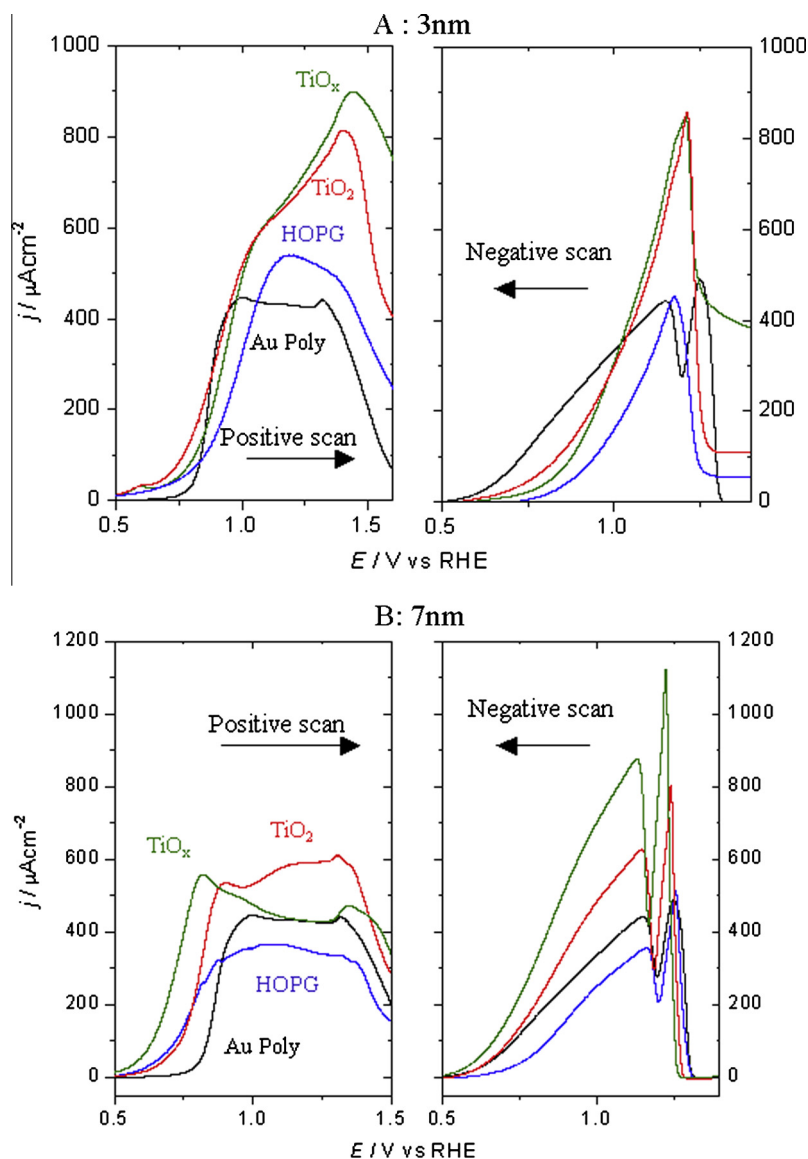 A : 3nm
1000
800
600
400
200
0
j / µAcm⁻²
TiOₓ
TiO₂
HOPG
Au Poly
Positive scan
0.5 1.0 1.5
Negative scan
1000
800
600
400
200
0
0.5 1.0
E / V vs RHE
B: 7nm
1200
1000
800
600
400
200
0
j / µAcm⁻²
Positive scan
TiOₓ
TiO₂
HOPG
Au Poly
0.5 1.0 1.5
Negative scan
1200
1000
800
600
400
200
0
0.5 1.0
E / V vs RHE